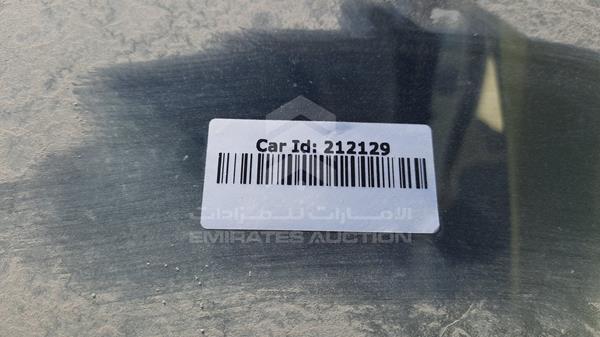 Car Id: 212129
الامارات للمزادات
EMIRATES AUCTION